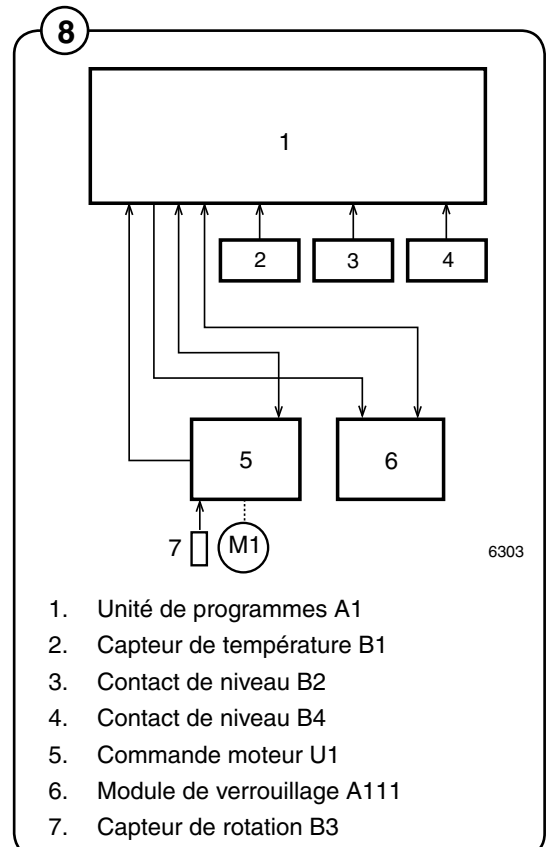 8
1
2 3 4
5 6
7 M1
6303
1. Unité de programmes A1
2. Capteur de température B1
3. Contact de niveau B2
4. Contact de niveau B4
5. Commande moteur U1
6. Module de verrouillage A111
7. Capteur de rotation B3